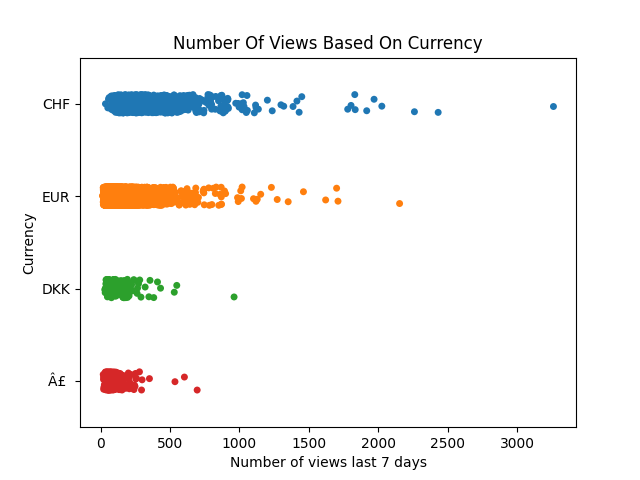 Number Of Views Based On Currency
CHF
EUR
DKK
Â£
Currency
0 500 1000 1500 2000 2500 3000
Number of views last 7 days